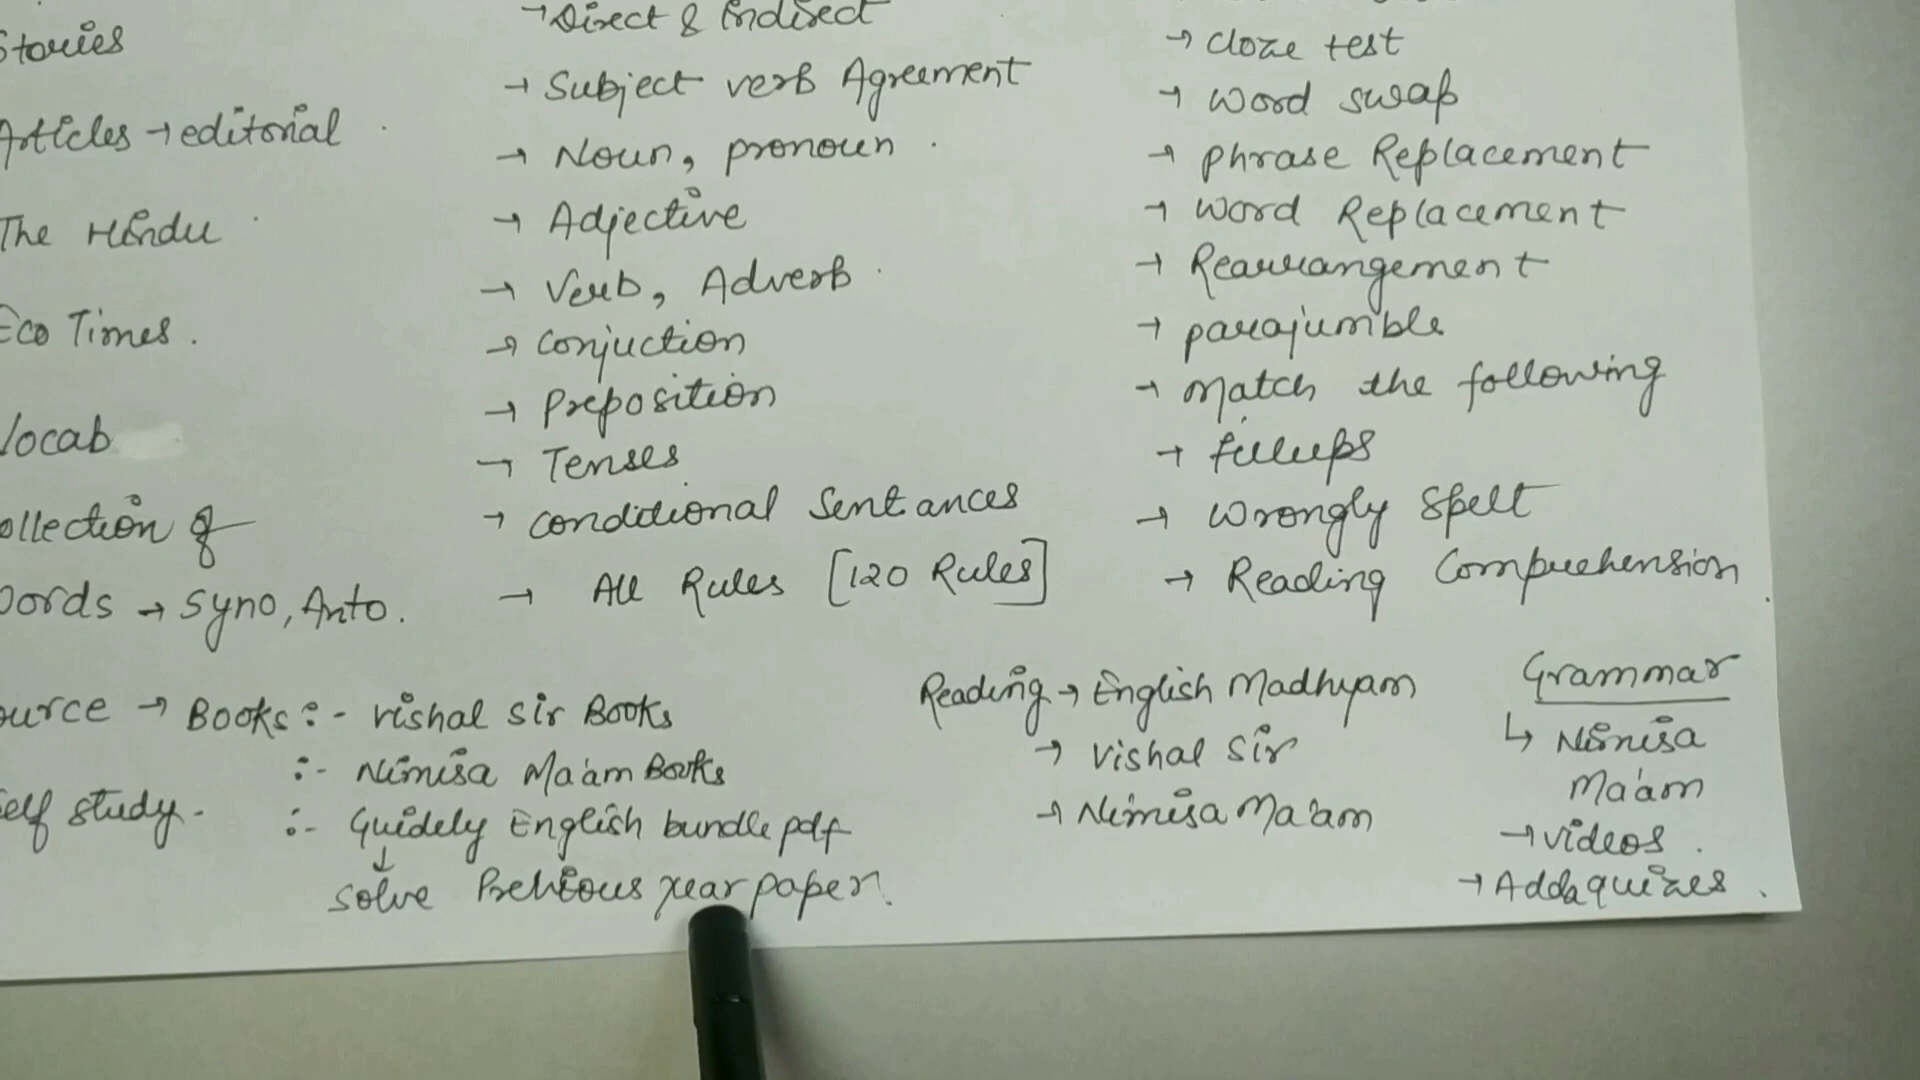 Stories
Articles → editorial
The Hindu
Eco Times.
Vocab
ollection of
ords → Syno, Anto.
→ Direct & Indirect
→ Subject verb Agreement
→ Noun, pronoun
→ Adjective
→ Verb, Adverb
→ Conjuction
→ Preposition
→ Tenses
→ Conditional Sentances
→ All Rules [120 Rules]
→ Cloze test
→ Word swap
→ Phrase Replacement
→ Word Replacement
→ Rearrangement
→ parajumble
→ Match the following
→ fillups
→ Wrongly Spelt
→ Reading Comprehension
ource → Books :- Vishal Sir Books
:- Nimisa Ma'am Books
elf study. :- Guidely English bundle pdf
↓
Solve Previous year paper.
Reading → English Madhyam
→ Vishal Sir
→ Nimisa Ma'am
Grammar
↳ Nimisa
Ma'am
→ videos.
→ Adda quizes.